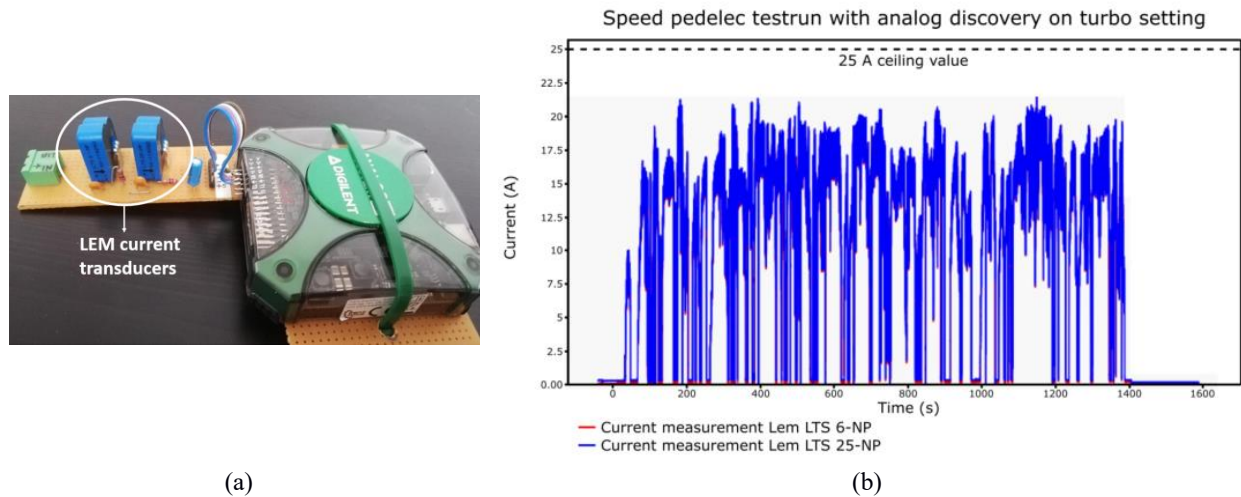 LEM current
transducers
DIGILENT
Speed pedelec testrun with analog discovery on turbo setting
25 A ceiling value
Current (A)
25
22.5
20
17.5
15
12.5
10
7.5
5
2.5
0.00
0
200
400
600
800
1000
1200
1400
1600
Time (s)
Current measurement Lem LTS 6-NP
Current measurement Lem LTS 25-NP
(a)
(b)